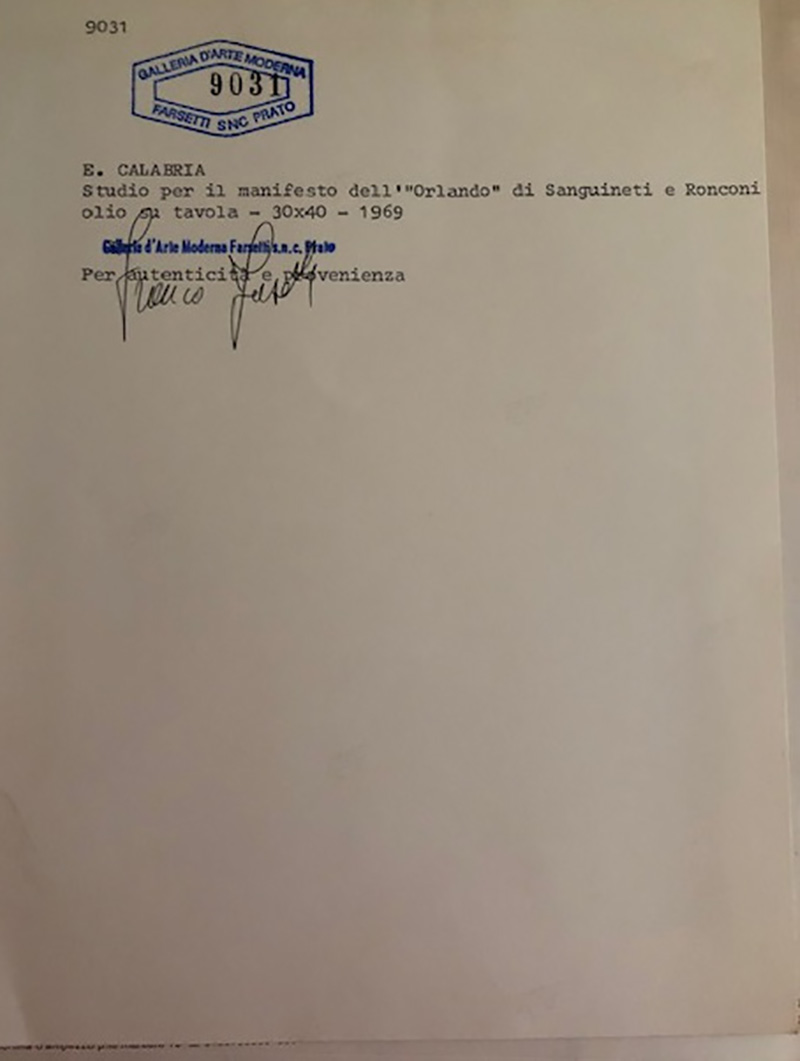 9031
GALLERIA D'ARTE MODERNA
9031
FARSETTI SNC PRATO
E. CALABRIA
Studio per il manifesto dell'"Orlando" di Sanguineti e Ronconi
olio su tavola - 30x40 - 1969
Galleria d'Arte Moderna Farsetti s.n.c. Prato
Per autenticità e provenienza
Franco